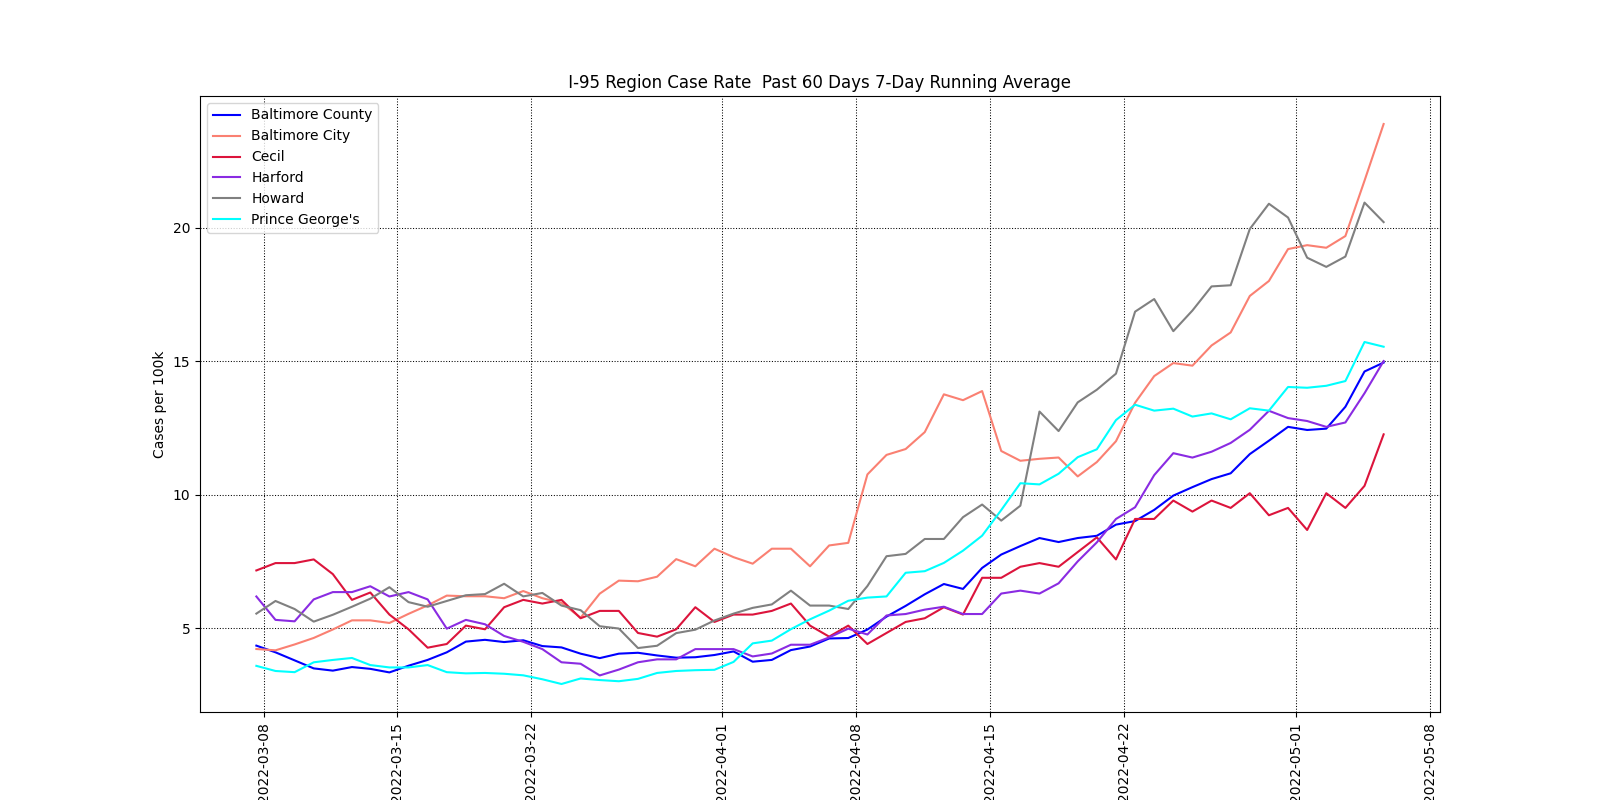 I-95 Region Case Rate  Past 60 Days 7-Day Running Average
Baltimore County
Baltimore City
Cecil
Harford
Howard
Prince George's
Cases per 100k
20
15
10
5
2022-03-08
2022-03-15
2022-03-22
2022-04-01
2022-04-08
2022-04-15
2022-04-22
2022-05-01
2022-05-08